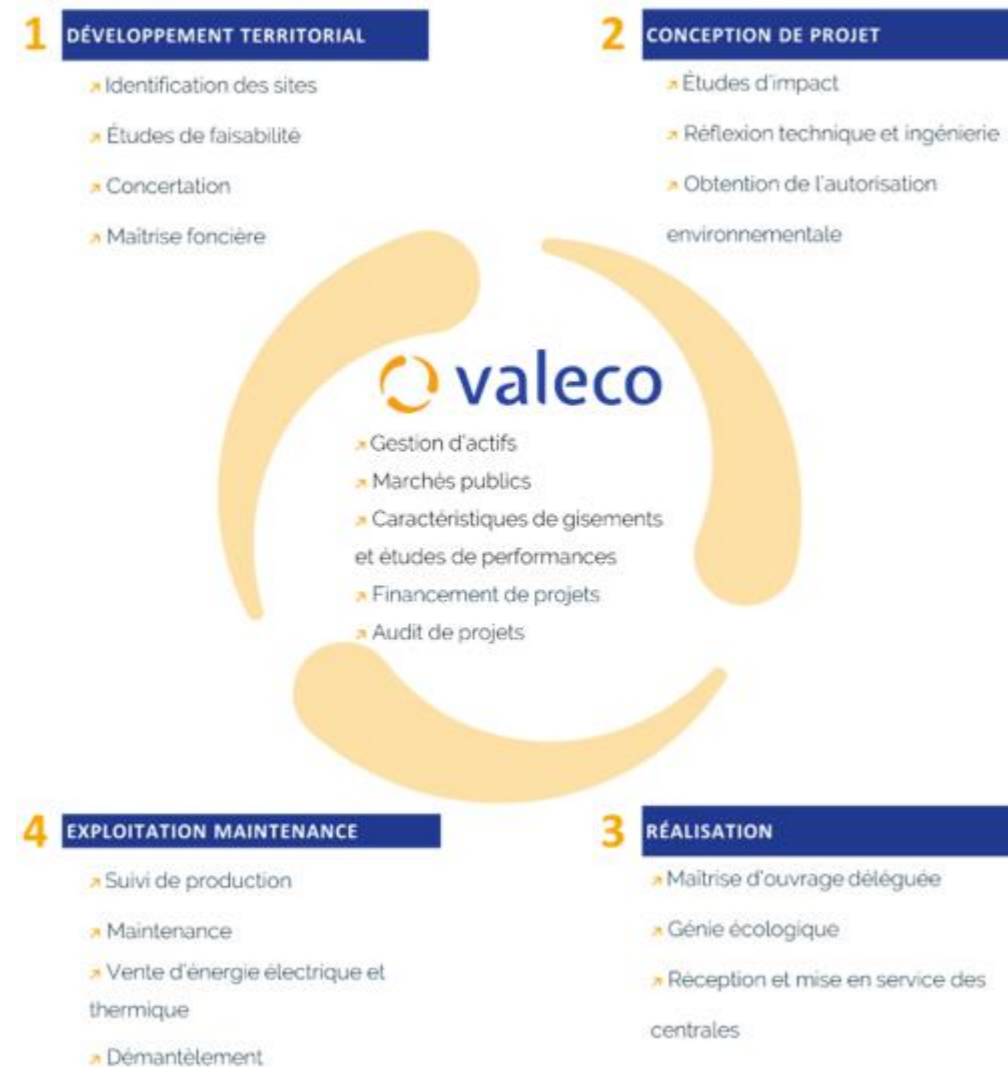 1 DÉVELOPPEMENT TERRITORIAL
↗ Identification des sites
↗ Études de faisabilité
↗ Concertation
↗ Maîtrise foncière
2 CONCEPTION DE PROJET
↗ Études d'impact
↗ Réflexion technique et ingénierie
↗ Obtention de l'autorisation
environnementale
valeco
↗ Gestion d'actifs
↗ Marchés publics
↗ Caractéristiques de gisements
et études de performances
↗ Financement de projets
↗ Audit de projets
4 EXPLOITATION MAINTENANCE
↗ Suivi de production
↗ Maintenance
↗ Vente d'énergie électrique et
thermique
↗ Démantèlement
3 RÉALISATION
↗ Maîtrise d'ouvrage déléguée
↗ Génie écologique
↗ Réception et mise en service des
centrales